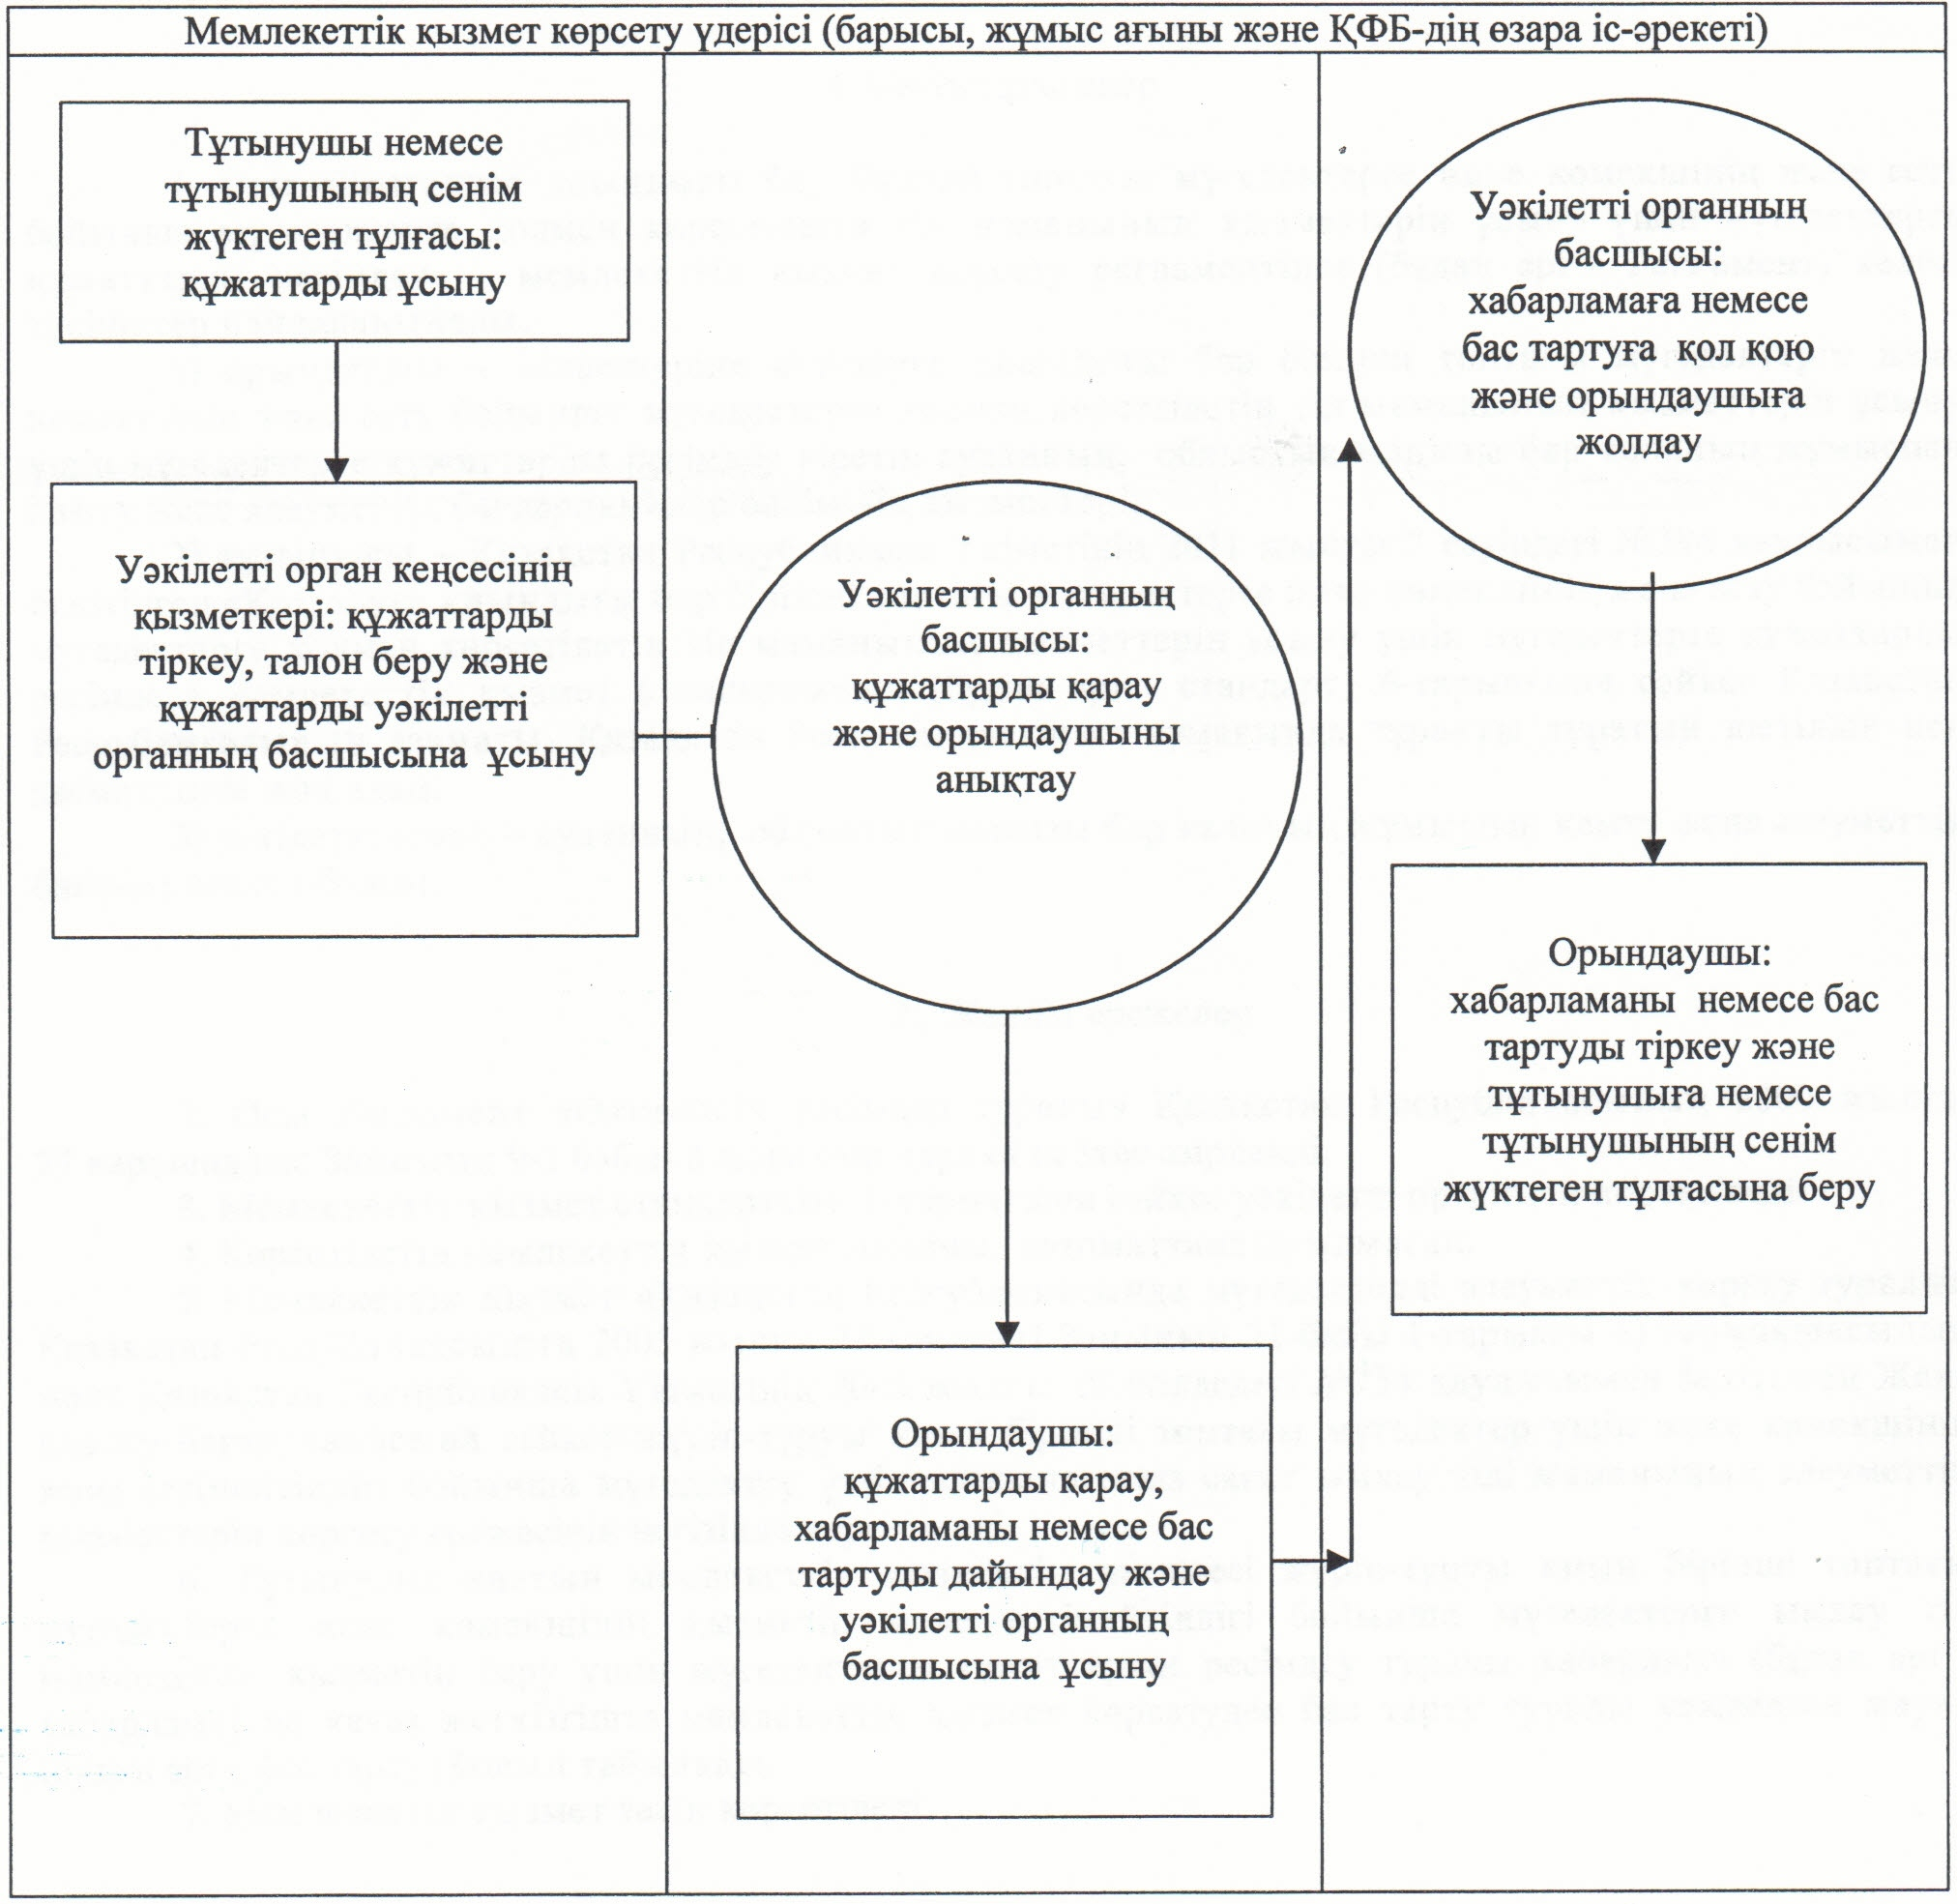 Мемлекеттік қызмет көрсету үдерісі (барысы, жұмыс ағыны және ҚФБ-дің өзара іс-әрекеті)
Тұтынушы немесе
тұтынушының сенім
жүктеген тұлғасы:
құжаттарды ұсыну
Уәкілетті орган кеңсесінің
қызметкері: құжаттарды
тіркеу, талон беру және
құжаттарды уәкілетті
органның басшысына ұсыну
Уәкілетті органның
басшысы:
құжаттарды қарау
және орындаушыны
анықтау
Орындаушы:
құжаттарды қарау,
хабарламаны немесе бас
тартуды дайындау және
уәкілетті органның
басшысына ұсыну
Уәкілетті органның
басшысы:
хабарламаға немесе
бас тартуға қол қою
және орындаушыға
жолдау
Орындаушы:
хабарламаны немесе бас
тартуды тіркеу және
тұтынушыға немесе
тұтынушының сенім
жүктеген тұлғасына беру